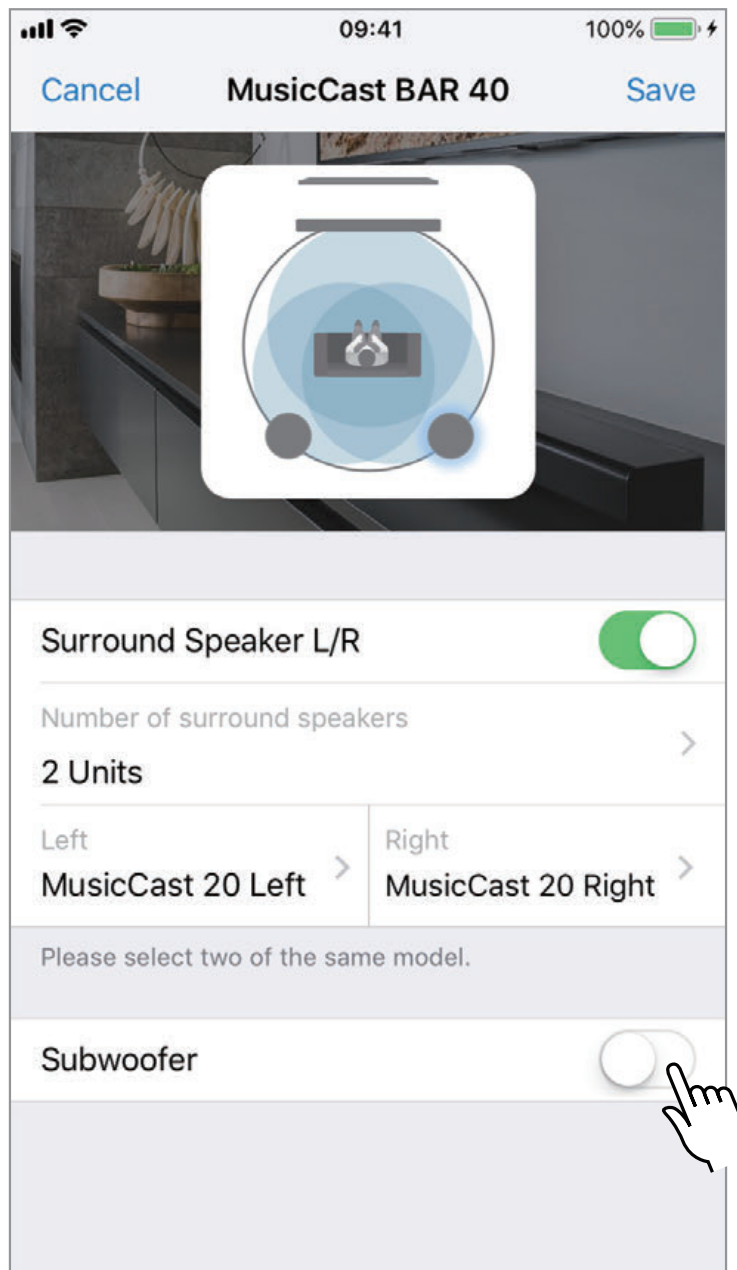 09:41 100%
Cancel MusicCast BAR 40 Save
Surround Speaker L/R
Number of surround speakers
2 Units
Left Right
MusicCast 20 Left MusicCast 20 Right
Please select two of the same model.
Subwoofer